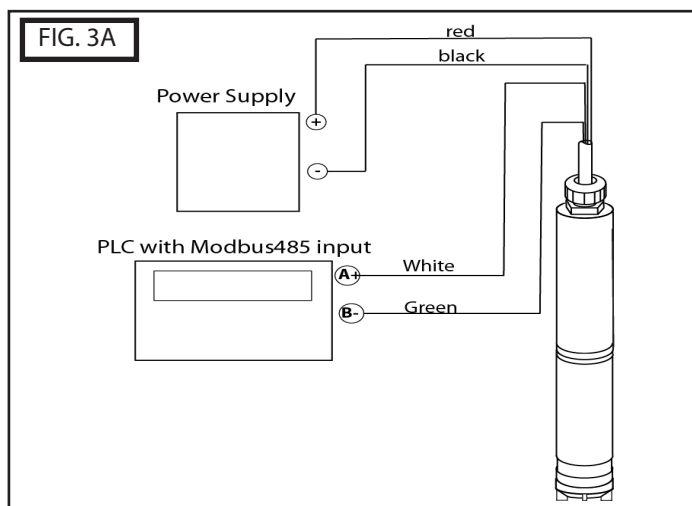 FIG. 3A
red
black
Power Supply
+
-
PLC with Modbus485 input
A+
White
B-
Green